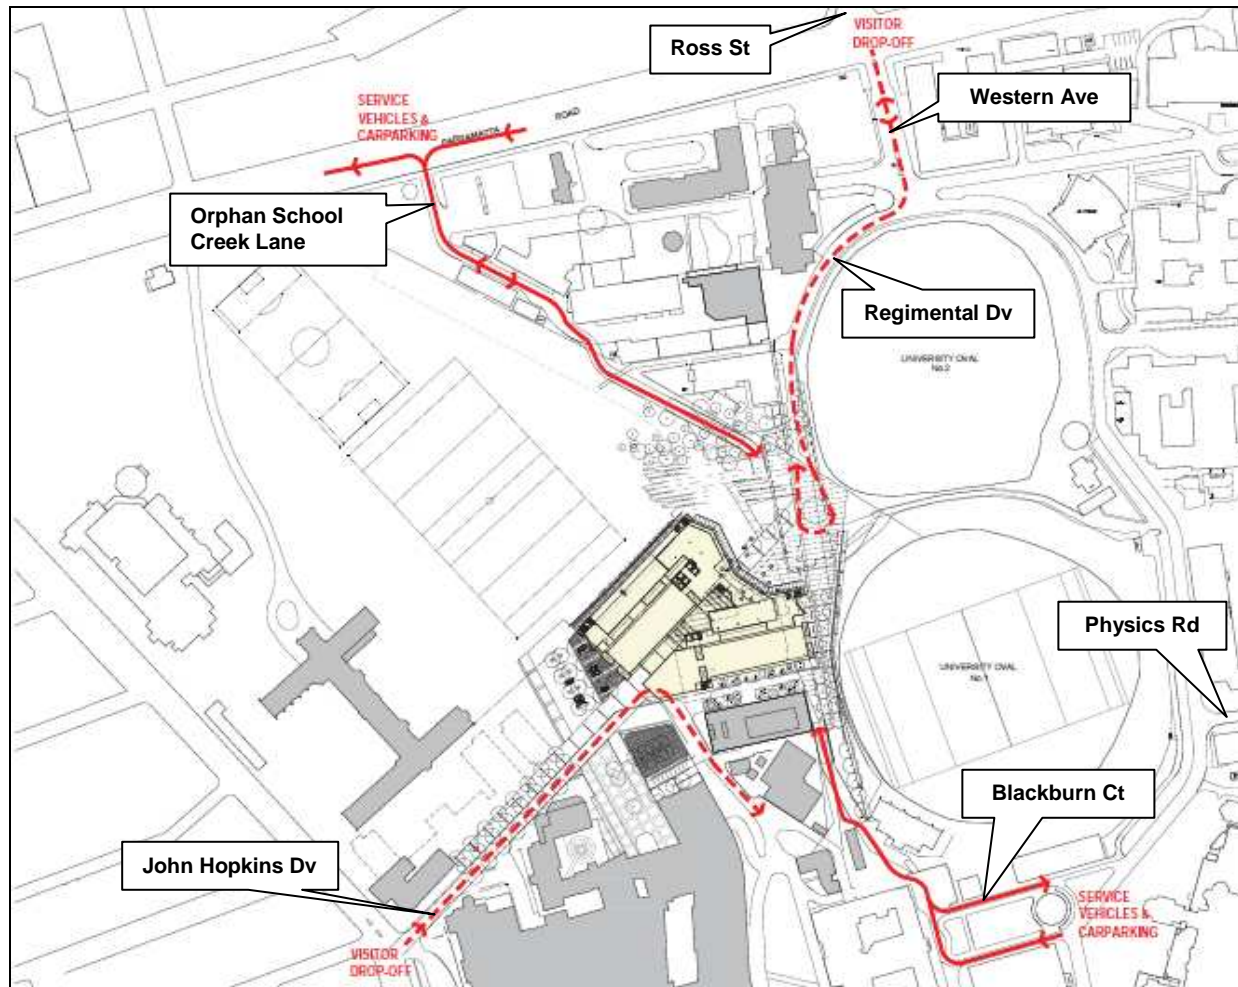 Ross St
VISITOR
DROP-OFF
Western Ave
SERVICE
VEHICLES &
CARPARKING
PARRAMATTA
ROAD
Orphan School
Creek Lane
Regimental Dv
UNIVERSITY OVAL
No.2
Physics Rd
UNIVERSITY OVAL
No.1
Blackburn Ct
John Hopkins Dv
SERVICE
VEHICLES &
CARPARKING
VISITOR
DROP-OFF